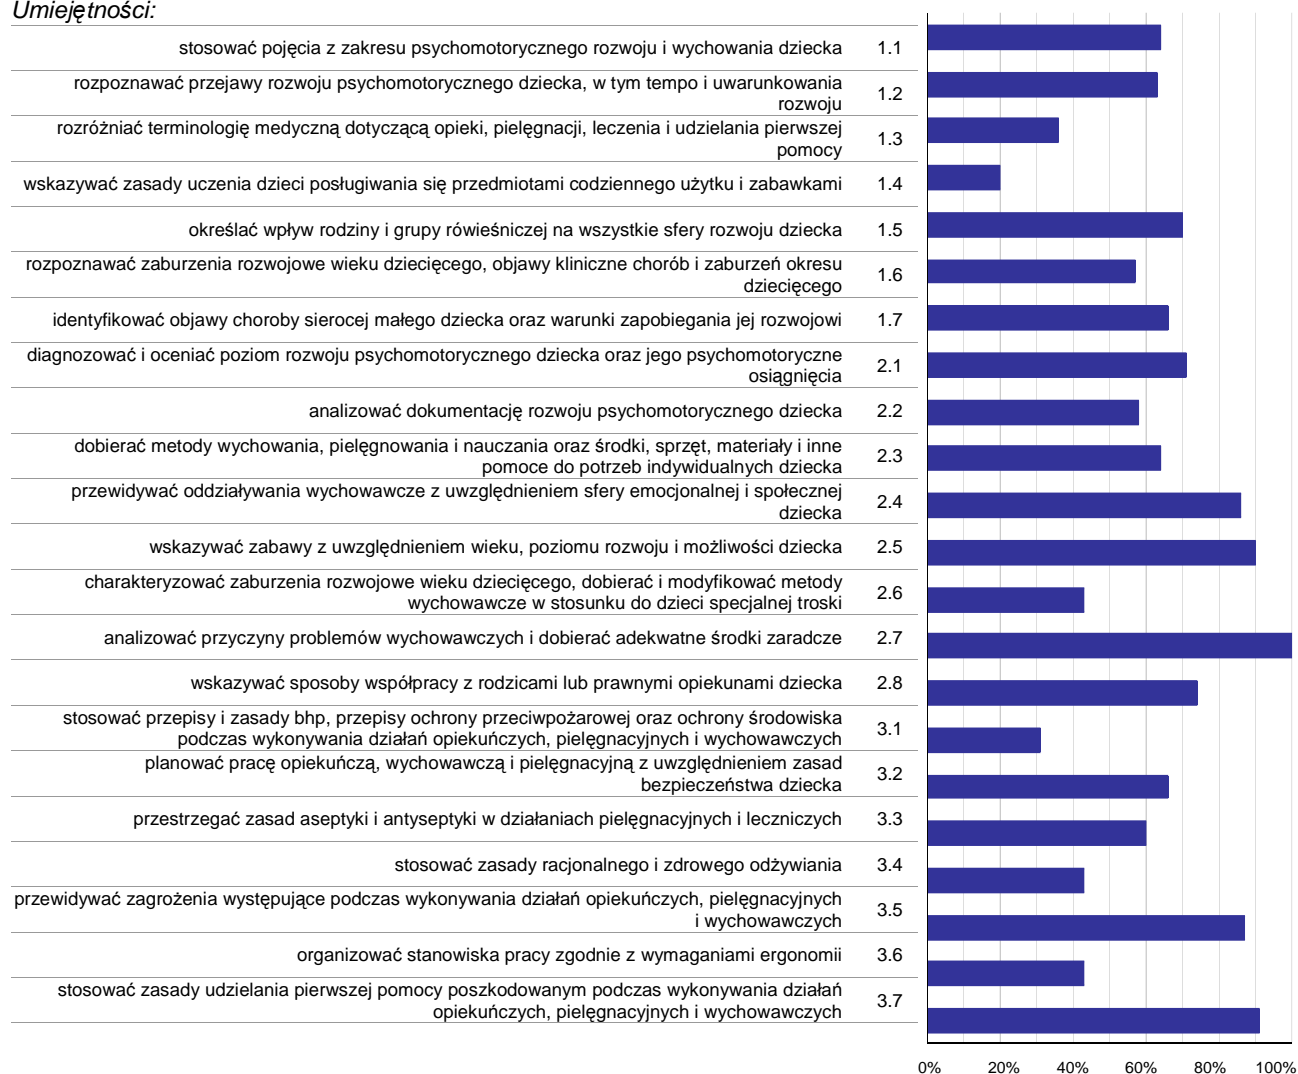 Umiejętności:
stosować pojęcia z zakresu psychomotorycznego rozwoju i wychowania dziecka 1.1
rozpoznawać przejawy rozwoju psychomotorycznego dziecka, w tym tempo i uwarunkowania
rozwoju 1.2
rozróżniać terminologię medyczną dotyczącą opieki, pielęgnacji, leczenia i udzielania pierwszej
pomocy 1.3
wskazywać zasady uczenia dzieci posługiwania się przedmiotami codziennego użytku i zabawkami 1.4
określać wpływ rodziny i grupy rówieśniczej na wszystkie sfery rozwoju dziecka 1.5
rozpoznawać zaburzenia rozwojowe wieku dziecięcego, objawy kliniczne chorób i zaburzeń okresu
dziecięcego 1.6
identyfikować objawy choroby sierocej małego dziecka oraz warunki zapobiegania jej rozwojowi 1.7
diagnozować i oceniać poziom rozwoju psychomotorycznego dziecka oraz jego psychomotoryczne
osiągnięcia 2.1
analizować dokumentację rozwoju psychomotorycznego dziecka 2.2
dobierać metody wychowania, pielęgnowania i nauczania oraz środki, sprzęt, materiały i inne
pomoce do potrzeb indywidualnych dziecka 2.3
przewidywać oddziaływania wychowawcze z uwzględnieniem sfery emocjonalnej i społecznej
dziecka 2.4
wskazywać zabawy z uwzględnieniem wieku, poziomu rozwoju i możliwości dziecka 2.5
charakteryzować zaburzenia rozwojowe wieku dziecięcego, dobierać i modyfikować metody
wychowawcze w stosunku do dzieci specjalnej troski 2.6
analizować przyczyny problemów wychowawczych i dobierać adekwatne środki zaradcze 2.7
wskazywać sposoby współpracy z rodzicami lub prawnymi opiekunami dziecka 2.8
stosować przepisy i zasady bhp, przepisy ochrony przeciwpożarowej oraz ochrony środowiska
podczas wykonywania działań opiekuńczych, pielęgnacyjnych i wychowawczych 3.1
planować pracę opiekuńczą, wychowawczą i pielęgnacyjną z uwzględnieniem zasad
bezpieczeństwa dziecka 3.2
przestrzegać zasad aseptyki i antyseptyki w działaniach pielęgnacyjnych i leczniczych 3.3
stosować zasady racjonalnego i zdrowego odżywiania 3.4
przewidywać zagrożenia występujące podczas wykonywania działań opiekuńczych, pielęgnacyjnych
i wychowawczych 3.5
organizować stanowiska pracy zgodnie z wymaganiami ergonomii 3.6
stosować zasady udzielania pierwszej pomocy poszkodowanym podczas wykonywania działań
opiekuńczych, pielęgnacyjnych i wychowawczych 3.7
0% 20% 40% 60% 80% 100%